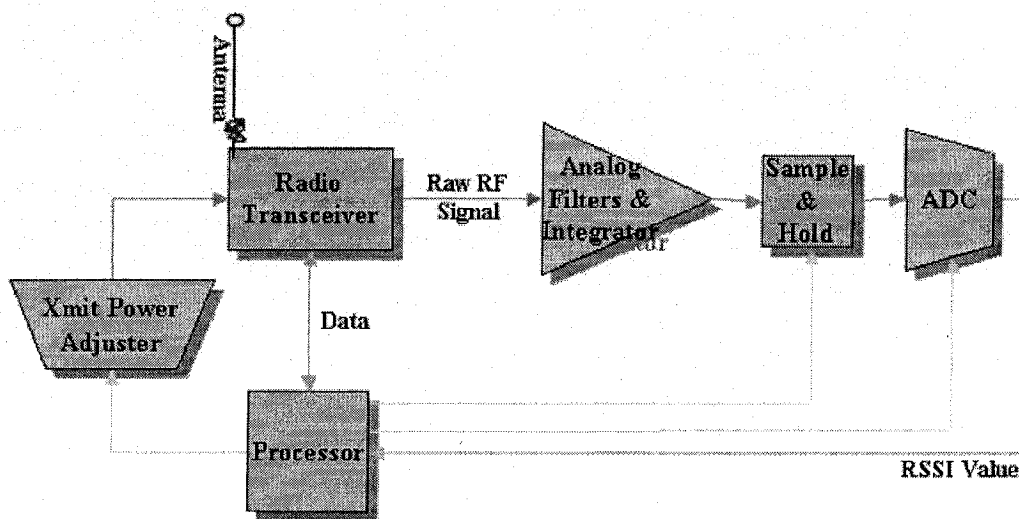 Antenna
Radio
Transceiver
Raw RF
Signal
Analog
Filters &
Integrator
Sample
&
Hold
ADC
Xmit Power
Adjuster
Data
Processor
RSSI Value